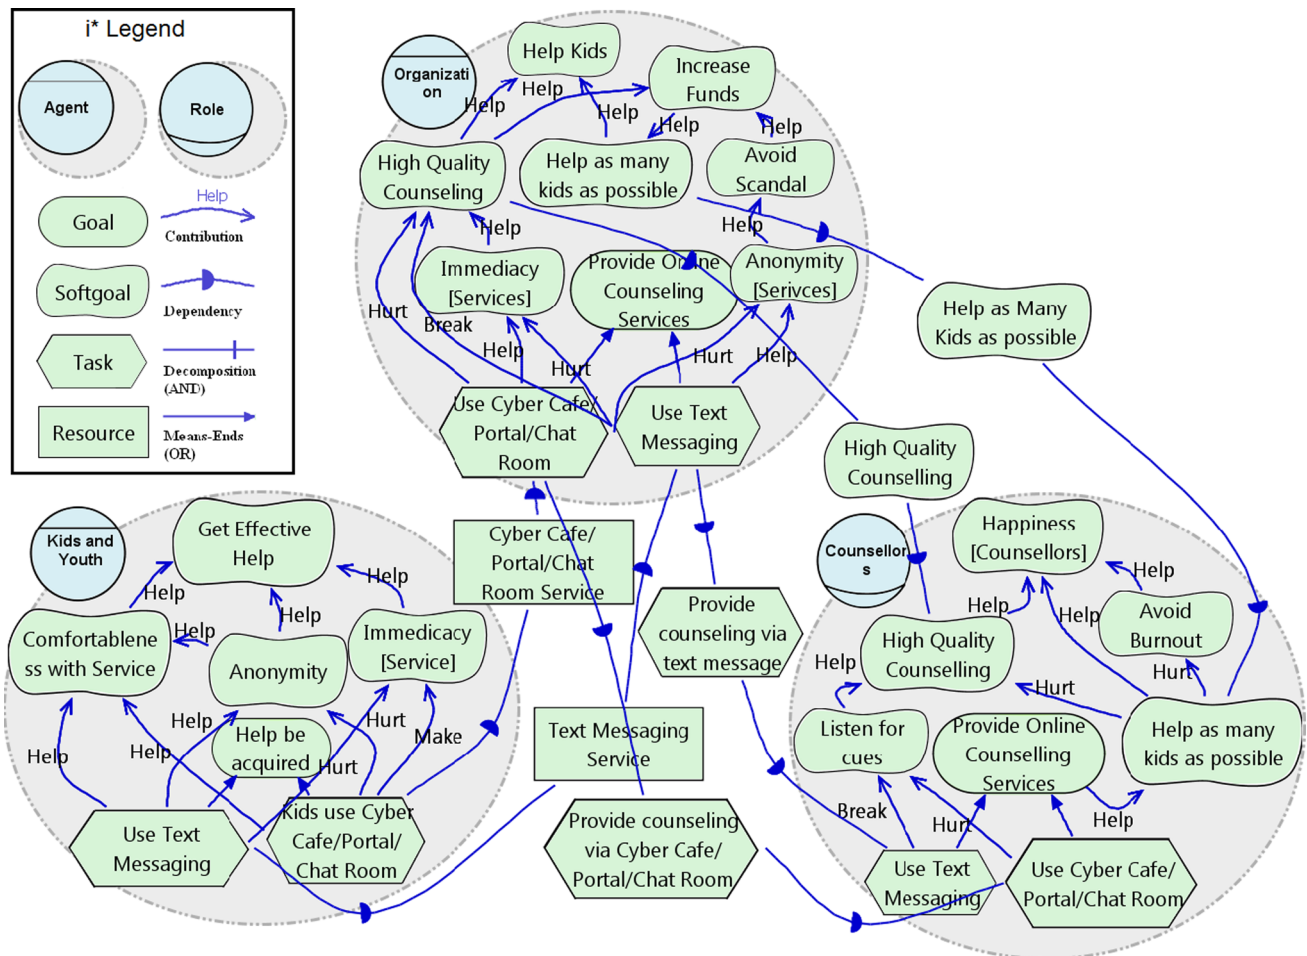 i* Legend
Agent
Role
Goal
Help
Contribution
Softgoal
Dependency
Task
Decomposition
(AND)
Resource
Means-Ends
(OR)
Organizati
on
Help Kids
Increase
Funds
Help
Help
Help
Help
Help
High Quality
Counseling
Help as many
kids as possible
Avoid
Scandal
Help
Help
Immediacy
[Services]
Provide Online
Counseling
Services
Anonymity
[Serivces]
Hurt
Break
Help
Hurt
Hurt
Help
Use Cyber Cafe/
Portal/Chat
Room
Use Text
Messaging
Help as Many
Kids as possible
High Quality
Counselling
Cyber Cafe/
Portal/Chat
Room Service
Provide
counseling via
text message
Text Messaging
Service
Provide counseling
via Cyber Cafe/
Portal/Chat Room
Kids and
Youth
Get Effective
Help
Help
Help
Help
Help
Comfortablene
ss with Service
Anonymity
Immedicacy
[Service]
Help
Help
Help
Hurt
Make
Hurt
Help be
acquired
Use Text
Messaging
Kids use Cyber
Cafe/Portal/
Chat Room
Counsellor
s
Happiness
[Counsellors]
Help
Help
Help
Avoid
Burnout
High Quality
Counselling
Help
Hurt
Hurt
Listen for
cues
Provide Online
Counselling
Services
Help as many
kids as possible
Break
Hurt
Help
Use Text
Messaging
Use Cyber Cafe/
Portal/Chat Room